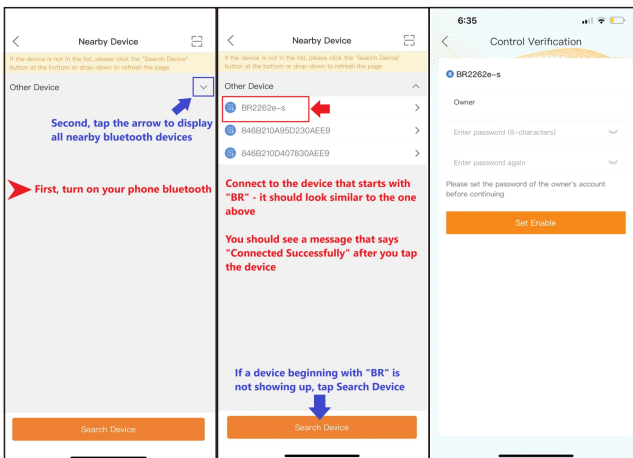 Nearby Device
If the device is not in the list, please click the "Search Device"
button at the bottom or drop-down to refresh the page
Other Device
Second, tap the arrow to display
all nearby bluetooth devices
First, turn on your phone bluetooth
Search Device
Nearby Device
If the device is not in the list, please click the "Search Device"
button at the bottom or drop-down to refresh the page
Other Device
BR2262e-s
846B210A95D230AEE9
846B210D407830AEE9
Connect to the device that starts with
"BR" - it should look similar to the one
above
You should see a message that says
"Connected Successfully" after you tap
the device
If a device beginning with "BR" is
not showing up, tap Search Device
Search Device
6:35
Control Verification
BR2262e-s
Owner
Enter password (6-characters)
Enter password again
Please set the password of the owner's account
before continuing
Set Enable